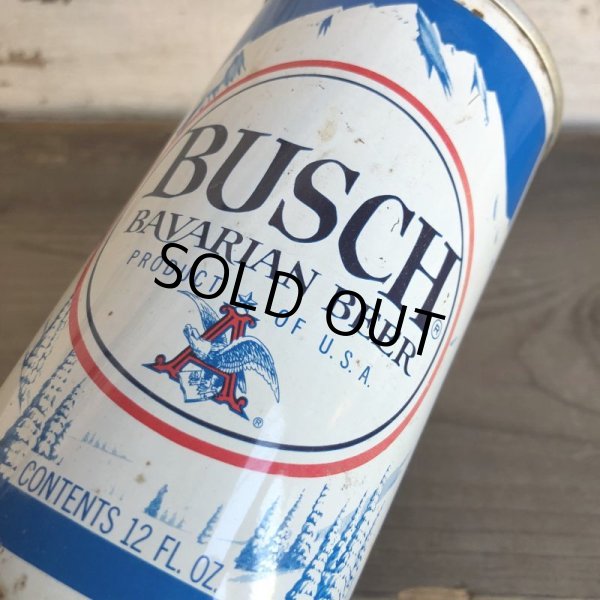 BUSCH®
BAVARIAN BEER
PRODUCT OF U.S.A.
A
®
CONTENTS 12 FL. OZ.
SOLD OUT